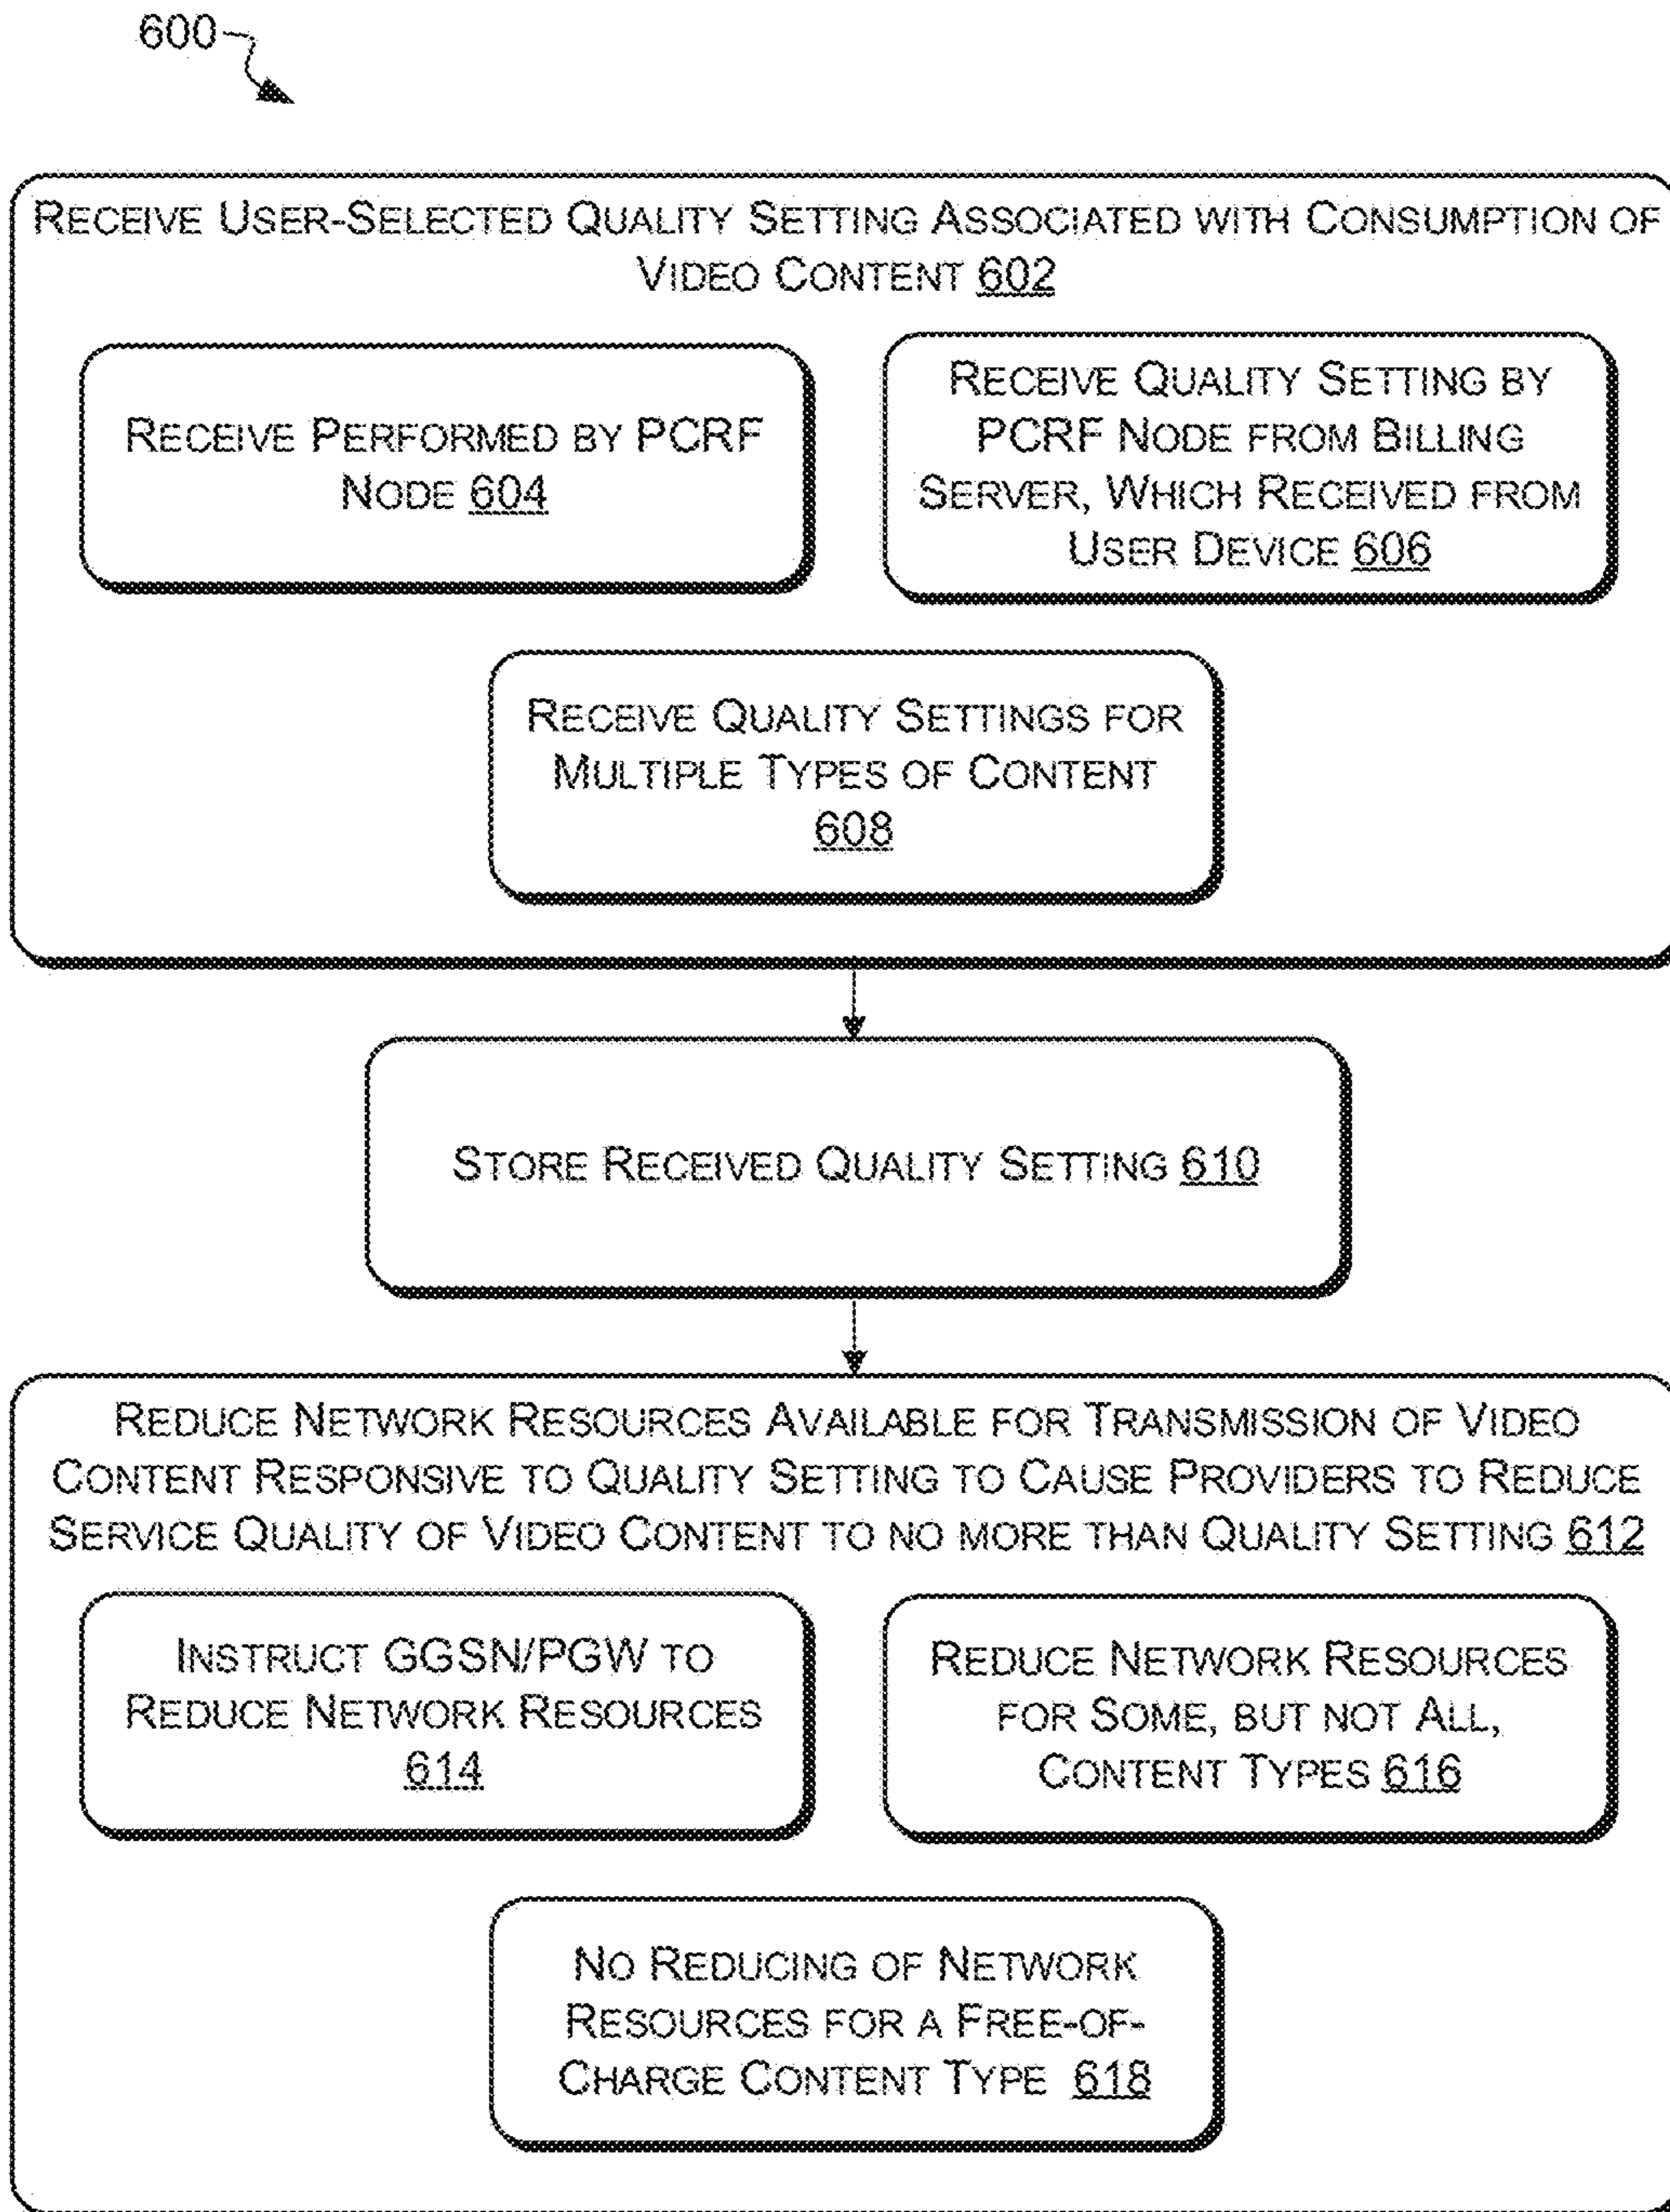 600
RECEIVE USER-SELECTED QUALITY SETTING ASSOCIATED WITH CONSUMPTION OF
VIDEO CONTENT 602
RECEIVE PERFORMED BY PCRF
NODE 604
RECEIVE QUALITY SETTING BY
PCRF NODE FROM BILLING
SERVER, WHICH RECEIVED FROM
USER DEVICE 606
RECEIVE QUALITY SETTINGS FOR
MULTIPLE TYPES OF CONTENT
608
STORE RECEIVED QUALITY SETTING 610
REDUCE NETWORK RESOURCES AVAILABLE FOR TRANSMISSION OF VIDEO
CONTENT RESPONSIVE TO QUALITY SETTING TO CAUSE PROVIDERS TO REDUCE
SERVICE QUALITY OF VIDEO CONTENT TO NO MORE THAN QUALITY SETTING 612
INSTRUCT GGSN/PGW TO
REDUCE NETWORK RESOURCES
614
REDUCE NETWORK RESOURCES
FOR SOME, BUT NOT ALL,
CONTENT TYPES 616
NO REDUCING OF NETWORK
RESOURCES FOR A FREE-OF-
CHARGE CONTENT TYPE 618